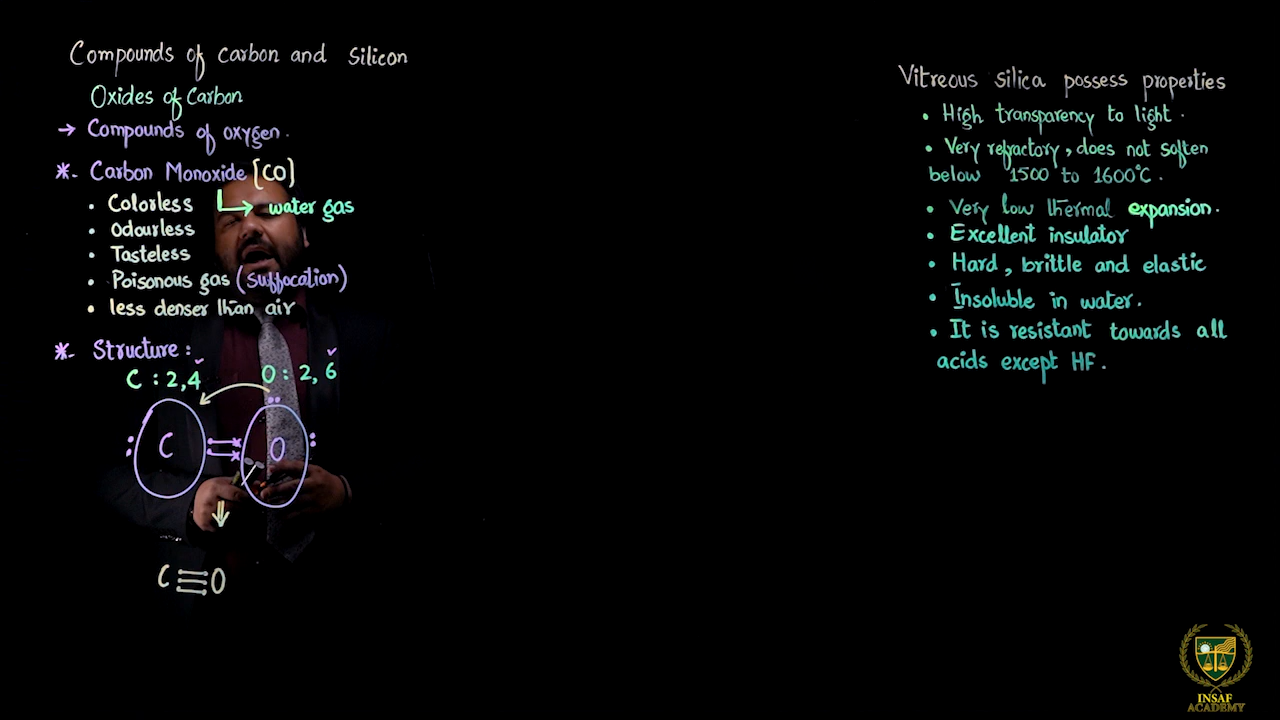 Compounds of Carbon and Silicon
Oxides of Carbon
→ Compounds of oxygen.
*- Carbon Monoxide [CO]
• Colorless
water gas
• Odourless
• Tasteless
• Poisonous gas (suffocation)
• less denser than air
*- Structure:
C : 2,4
O : 2, 6
C
O
C≡O
Vitreous silica possess properties
• High transparency to light.
• Very refractory, does not soften
below 1500 to 1600°C.
• Very low thermal expansion.
• Excellent insulator
• Hard, brittle and elastic
• Insoluble in water.
• It is resistant towards all
acids except HF.
INSAF
ACADEMY